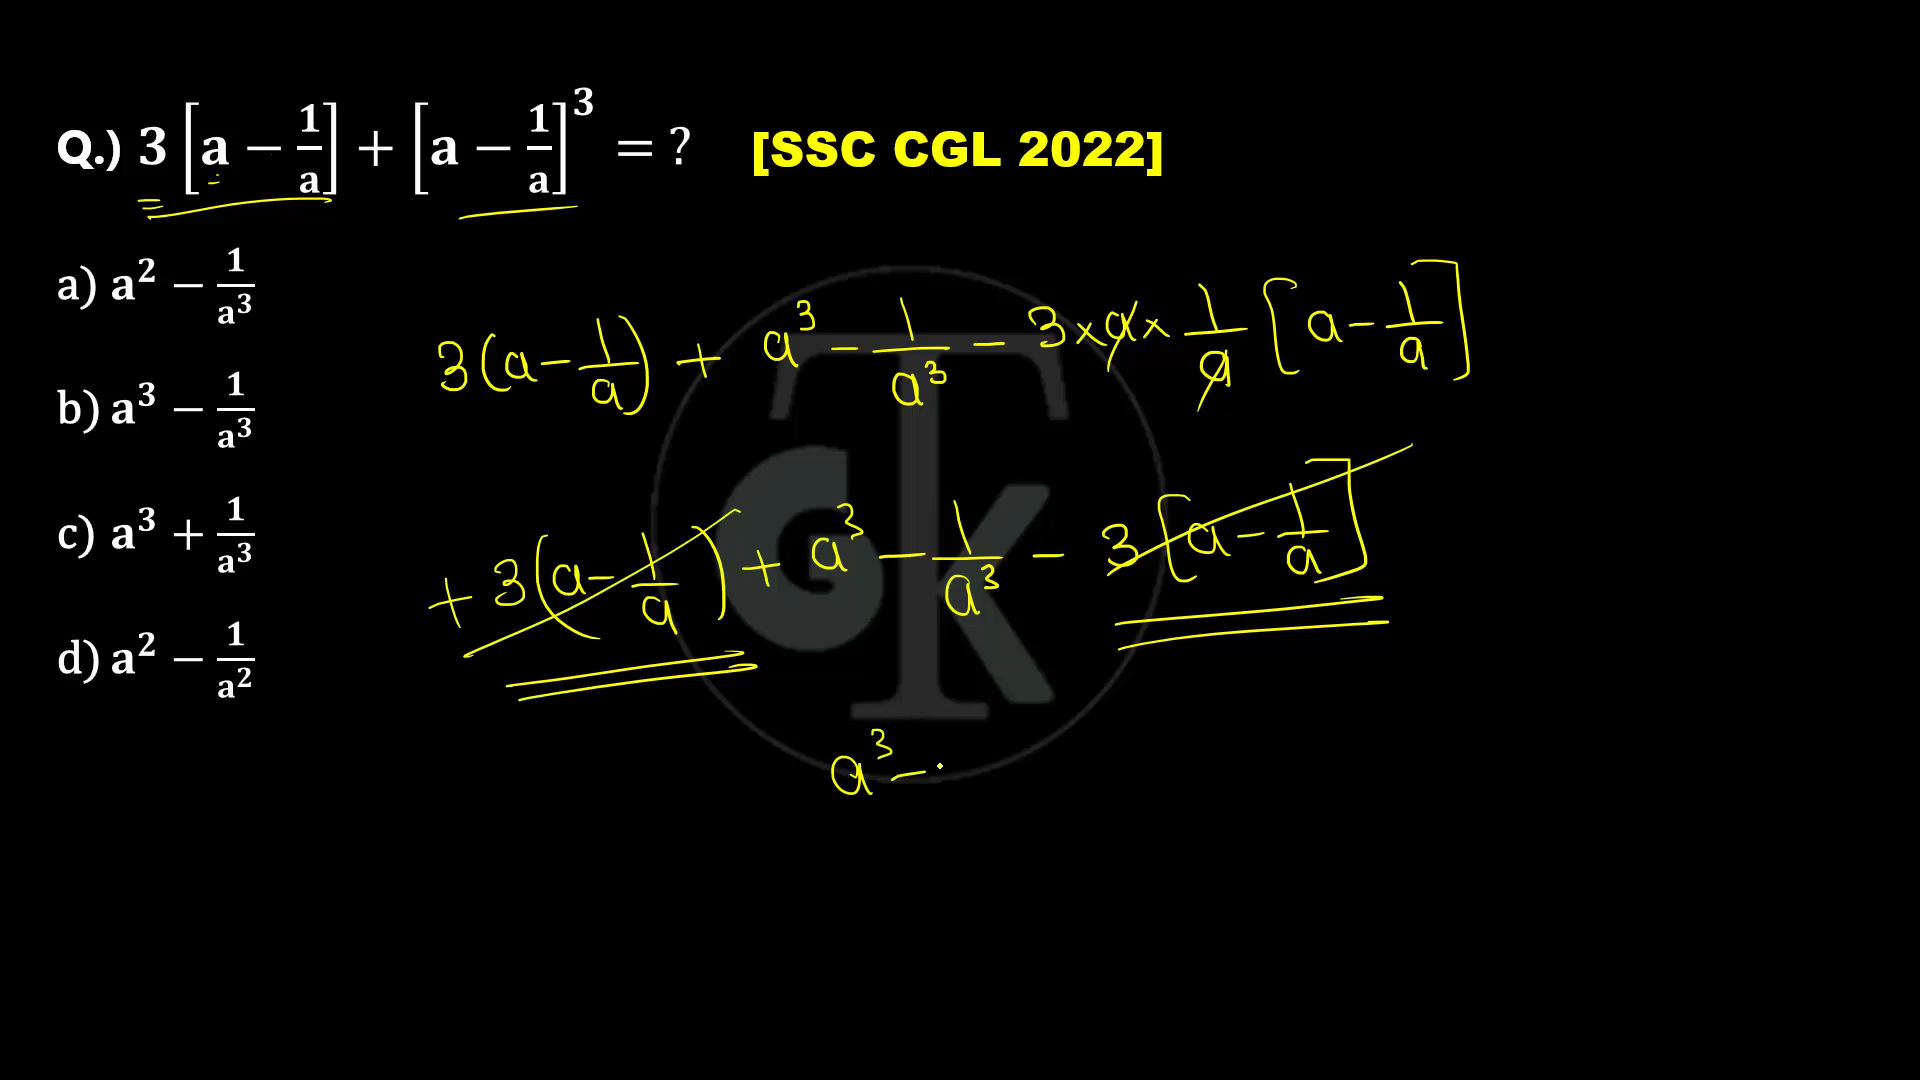 Q.) 3 [a − 1/a] + [a − 1/a]³ = ? [SSC CGL 2022]
a) a² − 1/a³
b) a³ − 1/a³
c) a³ + 1/a³
d) a² − 1/a²
3(a − 1/a) + a³ − 1/a³ − 3 × a × 1/a [a − 1/a]
+ 3(a − 1/a) + a³ − 1/a³ − 3[a − 1/a]
a³ −
T
G k